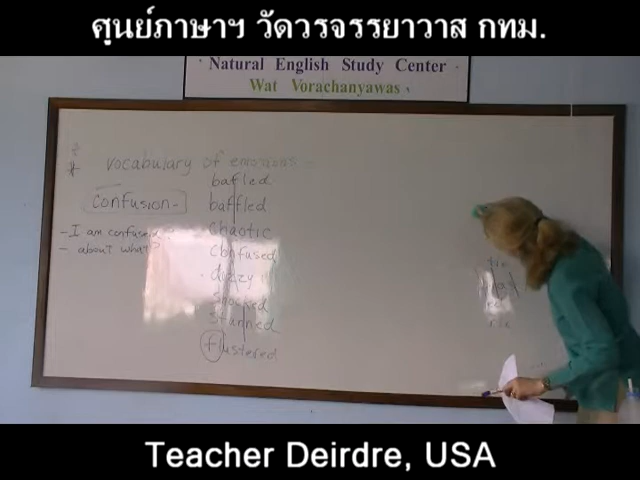 ศูนย์ภาษาฯ วัดวรจรรยาวาส กทม.
Natural English Study Center
Wat Vorachanyawas
vocabulary of emotions
bafled
Confusion-
baffled
- I am confused ?
Chaotic
- about what?
Confused
dizzy
Shocked
Stunned
flustered
Teacher Deirdre, USA